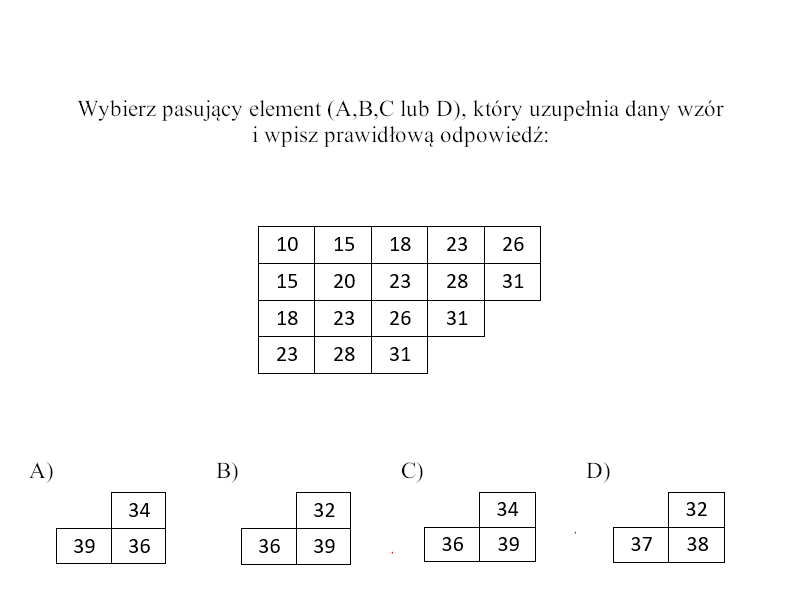 Wybierz pasujący element (A,B,C lub D), który uzupełnia dany wzór
i wpisz prawidłową odpowiedź:
10 15 18 23 26
15 20 23 28 31
18 23 26 31
23 28 31
A) B) C) D)
34 32 34 32
39 36 36 39 36 39 37 38